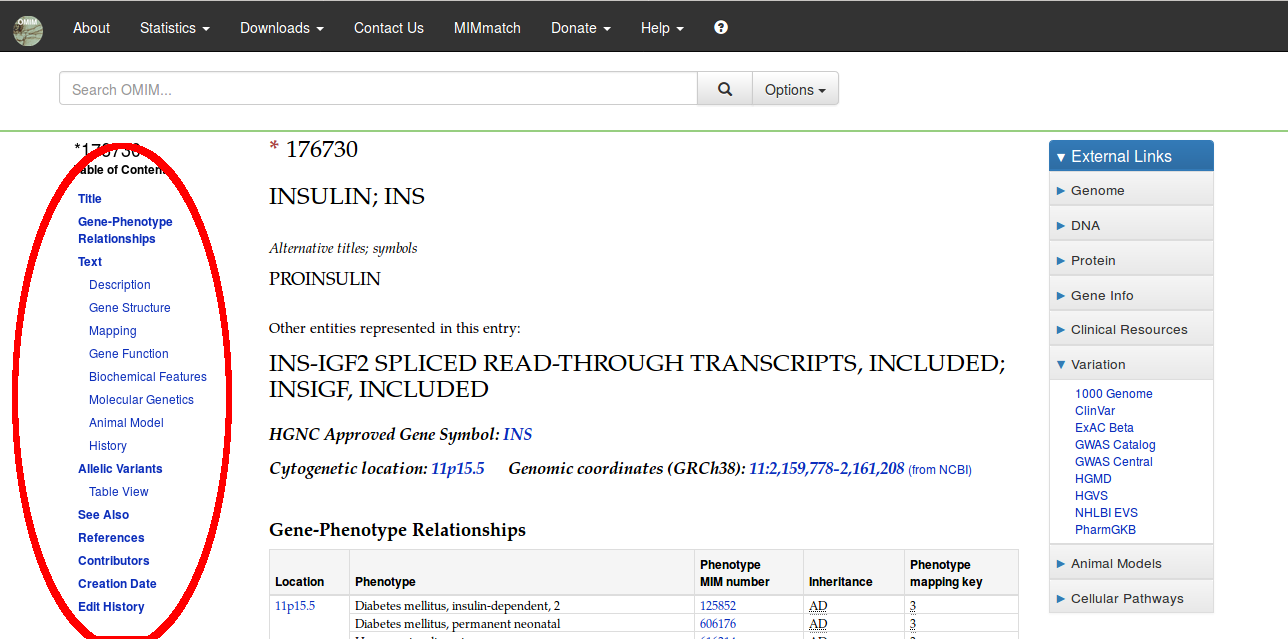 OMIM
About Statistics Downloads Contact Us MIMmatch Donate Help ?
Search OMIM... Options
*176730
Table of Contents
Title
Gene-Phenotype
Relationships
Text
Description
Gene Structure
Mapping
Gene Function
Biochemical Features
Molecular Genetics
Animal Model
History
Allelic Variants
Table View
See Also
References
Contributors
Creation Date
Edit History
* 176730
INSULIN; INS
Alternative titles; symbols
PROINSULIN
Other entities represented in this entry:
INS-IGF2 SPLICED READ-THROUGH TRANSCRIPTS, INCLUDED;
INSIGF, INCLUDED
HGNC Approved Gene Symbol: INS
Cytogenetic location: 11p15.5 Genomic coordinates (GRCh38): 11:2,159,778-2,161,208 (from NCBI)
Gene-Phenotype Relationships
Location Phenotype Phenotype MIM number Inheritance Phenotype mapping key
11p15.5 Diabetes mellitus, insulin-dependent, 2 125852 AD 3
Diabetes mellitus, permanent neonatal 606176 AD 3
External Links
Genome
DNA
Protein
Gene Info
Clinical Resources
Variation
1000 Genome
ClinVar
ExAC Beta
GWAS Catalog
GWAS Central
HGMD
HGVS
NHLBI EVS
PharmGKB
Animal Models
Cellular Pathways